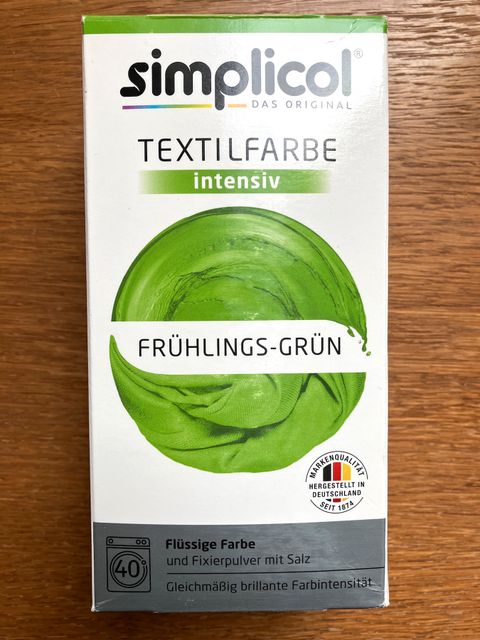 simplicol®
DAS ORIGINAL
TEXTILFARBE
intensiv
FRÜHLINGS-GRÜN
MARKENQUALITÄT
HERGESTELLT IN
DEUTSCHLAND
SEIT 1874
40
Flüssige Farbe
und Fixierpulver mit Salz
Gleichmäßig brillante Farbintensität